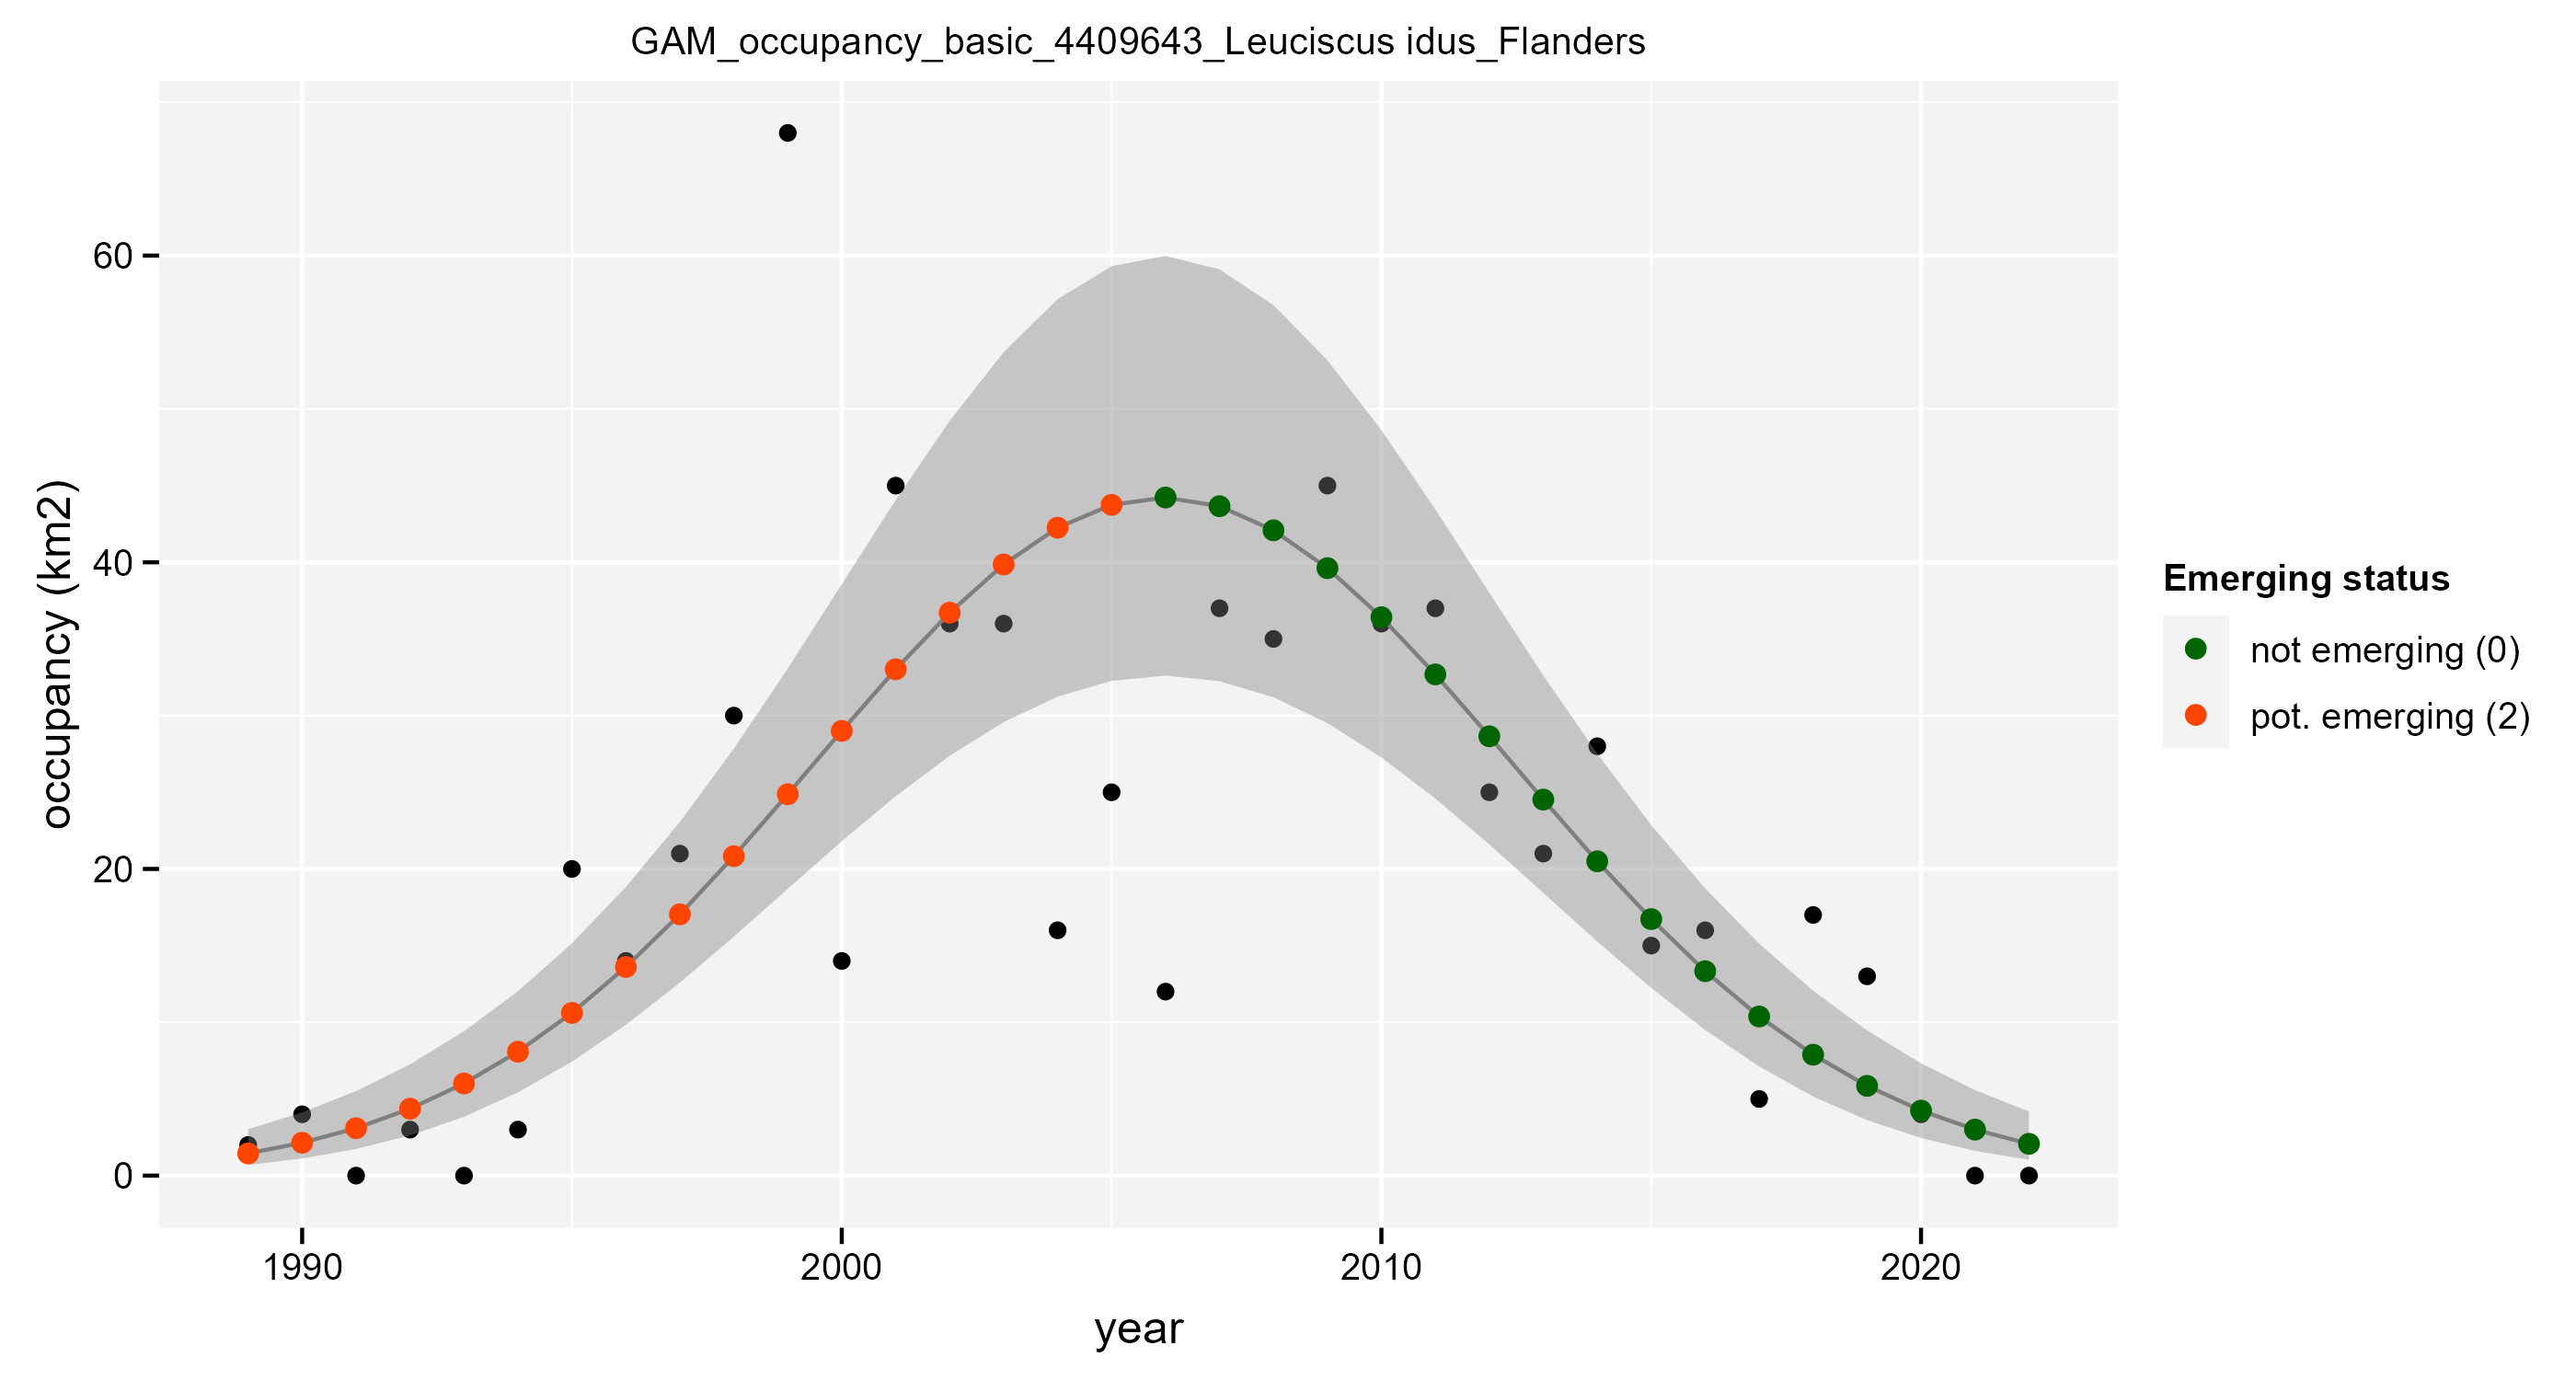 GAM_occupancy_basic_4409643_Leuciscus idus_Flanders
60
40
20
0
occupancy (km2)
1990 2000 2010 2020
year
Emerging status
not emerging (0)
pot. emerging (2)